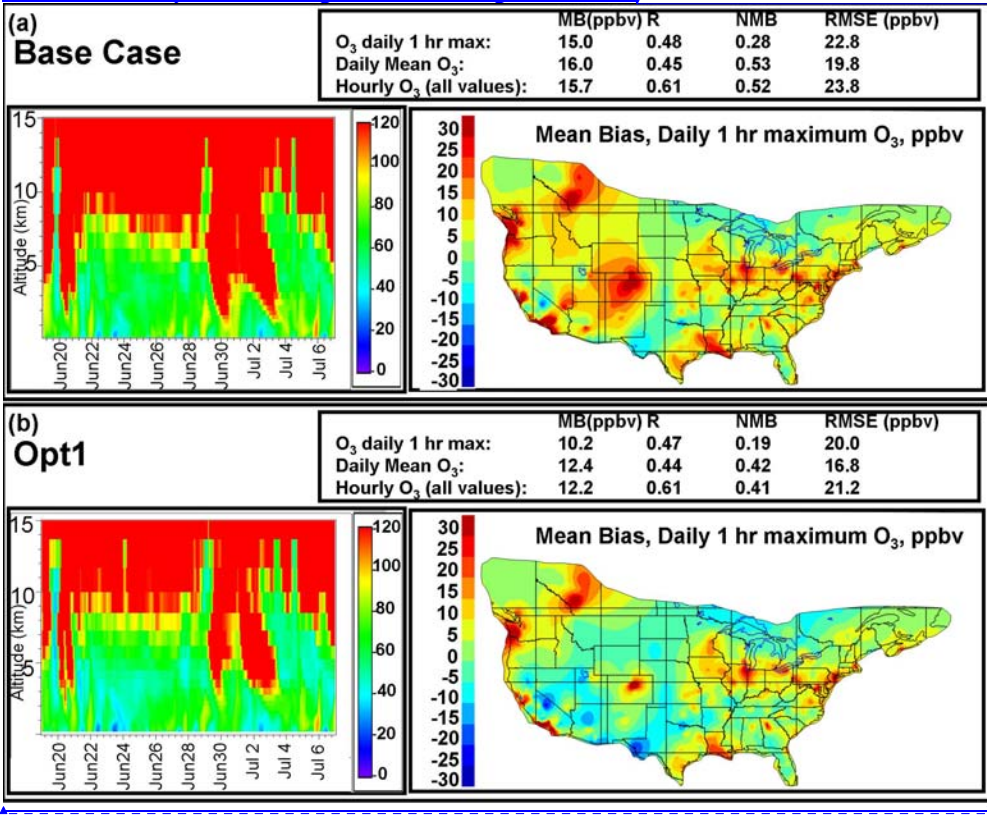 (a)
Base Case
MB(ppbv) R NMB RMSE (ppbv)
O₃ daily 1 hr max: 15.0 0.48 0.28 22.8
Daily Mean O₃: 16.0 0.45 0.53 19.8
Hourly O₃ (all values): 15.7 0.61 0.52 23.8
Altitude (km)
15
10
5
Jun20 Jun22 Jun24 Jun26 Jun28 Jun30 Jul 2 Jul 4 Jul 6
120
100
80
60
40
20
0
Mean Bias, Daily 1 hr maximum O₃, ppbv
30
25
20
15
10
5
0
-5
-10
-15
-20
-25
-30
(b)
Opt1
MB(ppbv) R NMB RMSE (ppbv)
O₃ daily 1 hr max: 10.2 0.47 0.19 20.0
Daily Mean O₃: 12.4 0.44 0.42 16.8
Hourly O₃ (all values): 12.2 0.61 0.41 21.2
Altitude (km)
15
10
5
Jun20 Jun22 Jun24 Jun26 Jun28 Jun30 Jul 2 Jul 4 Jul 6
120
100
80
60
40
20
0
Mean Bias, Daily 1 hr maximum O₃, ppbv
30
25
20
15
10
5
0
-5
-10
-15
-20
-25
-30